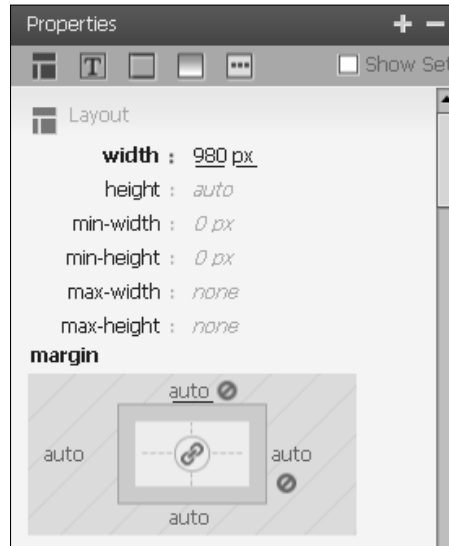 Properties
T
Show Set
Layout
width : 980 px
height : auto
min-width : 0 px
min-height : 0 px
max-width : none
max-height : none
margin
auto
auto
auto
auto